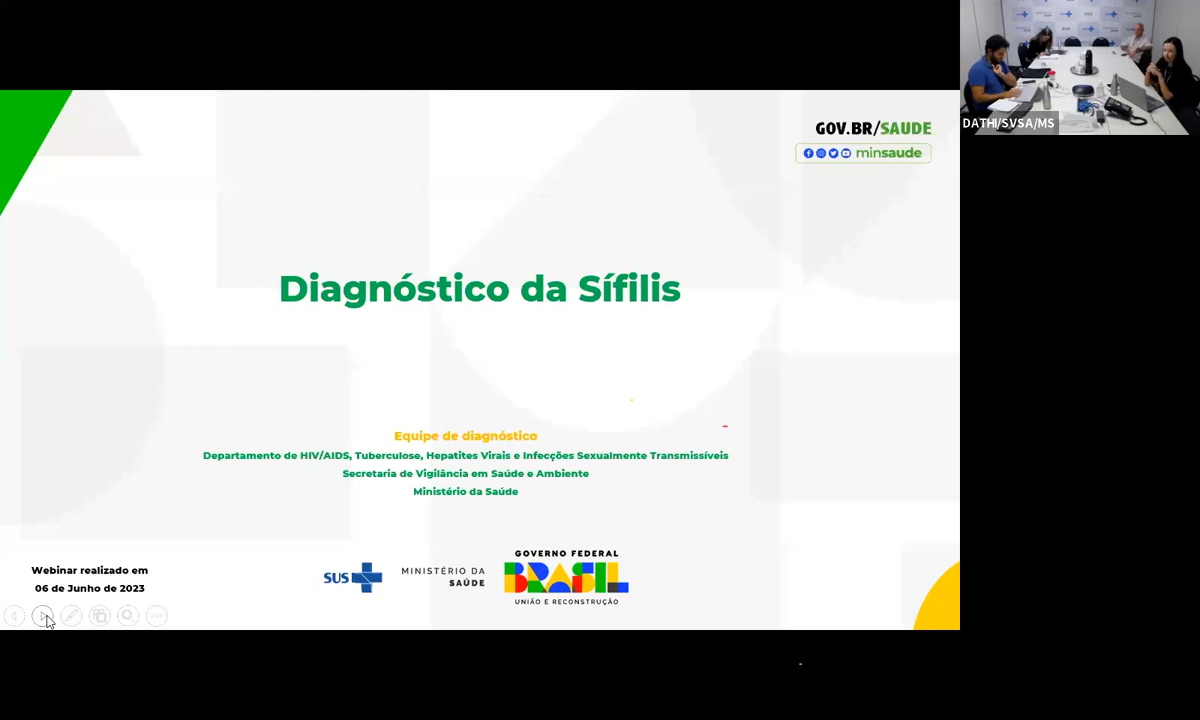 GOV.BR/SAUDE
minsaude
DATHI/SVSA/MS
Diagnóstico da Sífilis
Equipe de diagnóstico
Departamento de HIV/AIDS, Tuberculose, Hepatites Virais e Infecções Sexualmente Transmissíveis
Secretaria de Vigilância em Saúde e Ambiente
Ministério da Saúde
Webinar realizado em
06 de Junho de 2023
SUS
MINISTÉRIO DA
SAÚDE
GOVERNO FEDERAL
BRASIL
UNIÃO E RECONSTRUÇÃO